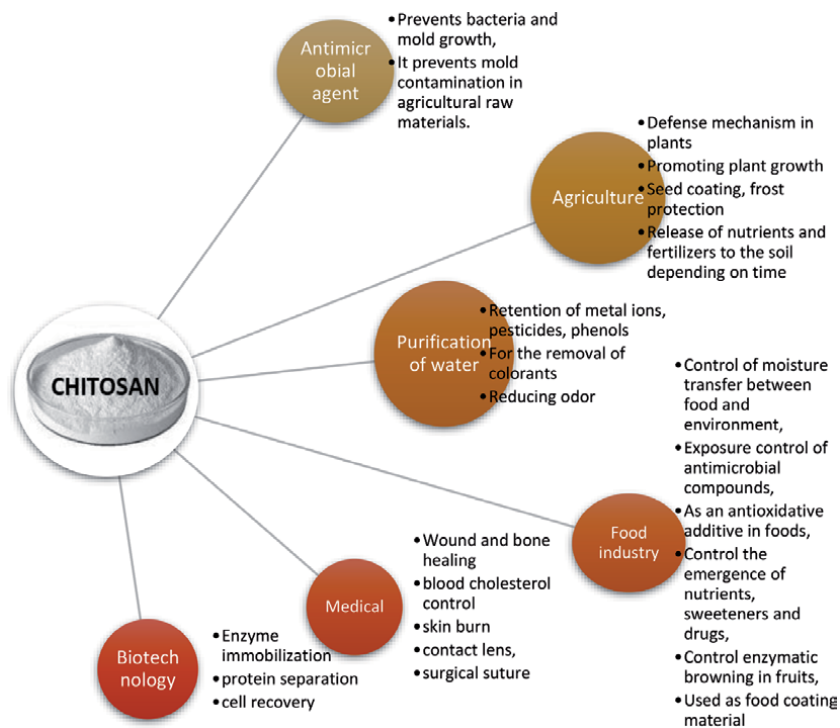 Antimicr
obial
agent
•Prevents bacteria and
mold growth,
•It prevents mold
contamination in
agricultural raw
materials.
Agriculture
•Defense mechanism in
plants
•Promoting plant growth
•Seed coating, frost
protection
•Release of nutrients and
fertilizers to the soil
depending on time
Purification
of water
•Retention of metal ions,
pesticides, phenols
•For the removal of
colorants
•Reducing odor
CHITOSAN
Food
industry
•Control of moisture
transfer between
food and
environment,
•Exposure control of
antimicrobial
compounds,
•As an antioxidative
additive in foods,
•Control the
emergence of
nutrients,
sweeteners and
drugs,
•Control enzymatic
browning in fruits,
•Used as food coating
material
Medical
•Wound and bone
healing
•blood cholesterol
control
•skin burn
•contact lens,
•surgical suture
Biotech
nology
•Enzyme
immobilization
•protein separation
•cell recovery